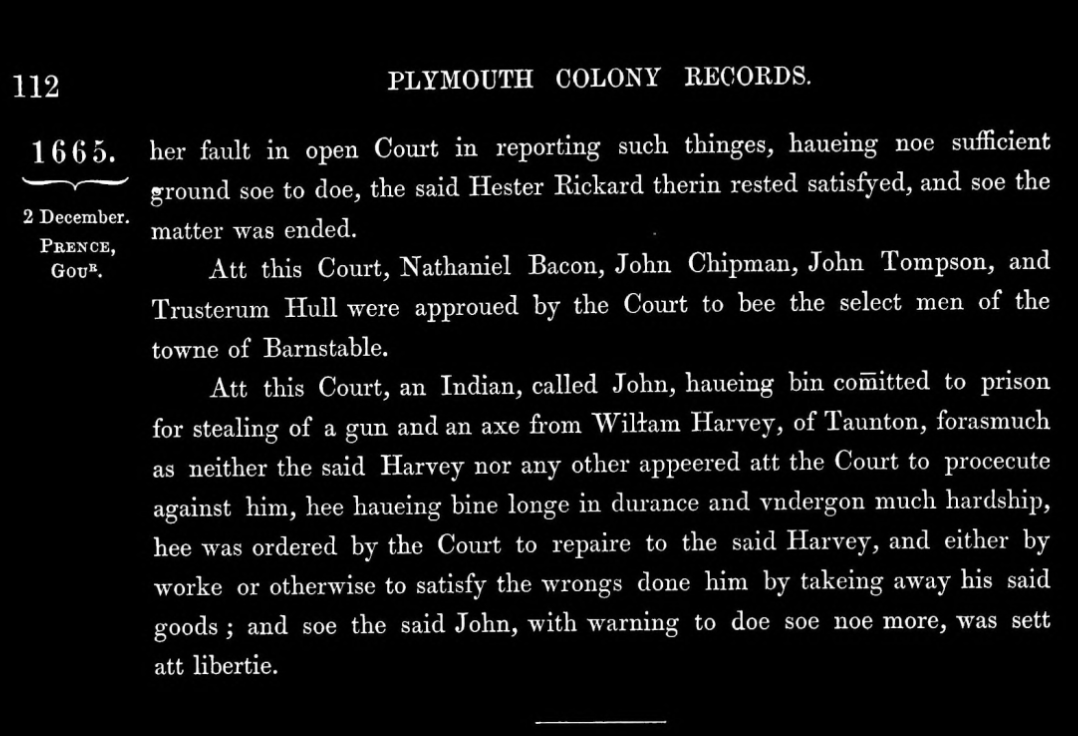 112
PLYMOUTH COLONY RECORDS.
1665.
2 December.
PRENCE,
GOUᴿ.
her fault in open Court in reporting such thinges, haueing noe sufficient
ground soe to doe, the said Hester Rickard therin rested satisfyed, and soe the
matter was ended.
Att this Court, Nathaniel Bacon, John Chipman, John Tompson, and
Trusterum Hull were approued by the Court to bee the select men of the
towne of Barnstable.
Att this Court, an Indian, called John, haueing bin com̅itted to prison
for stealing of a gun and an axe from Wilłam Harvey, of Taunton, forasmuch
as neither the said Harvey nor any other appeered att the Court to procecute
against him, hee haueing bine longe in durance and vndergon much hardship,
hee was ordered by the Court to repaire to the said Harvey, and either by
worke or otherwise to satisfy the wrongs done him by takeing away his said
goods ; and soe the said John, with warning to doe soe noe more, was sett
att libertie.